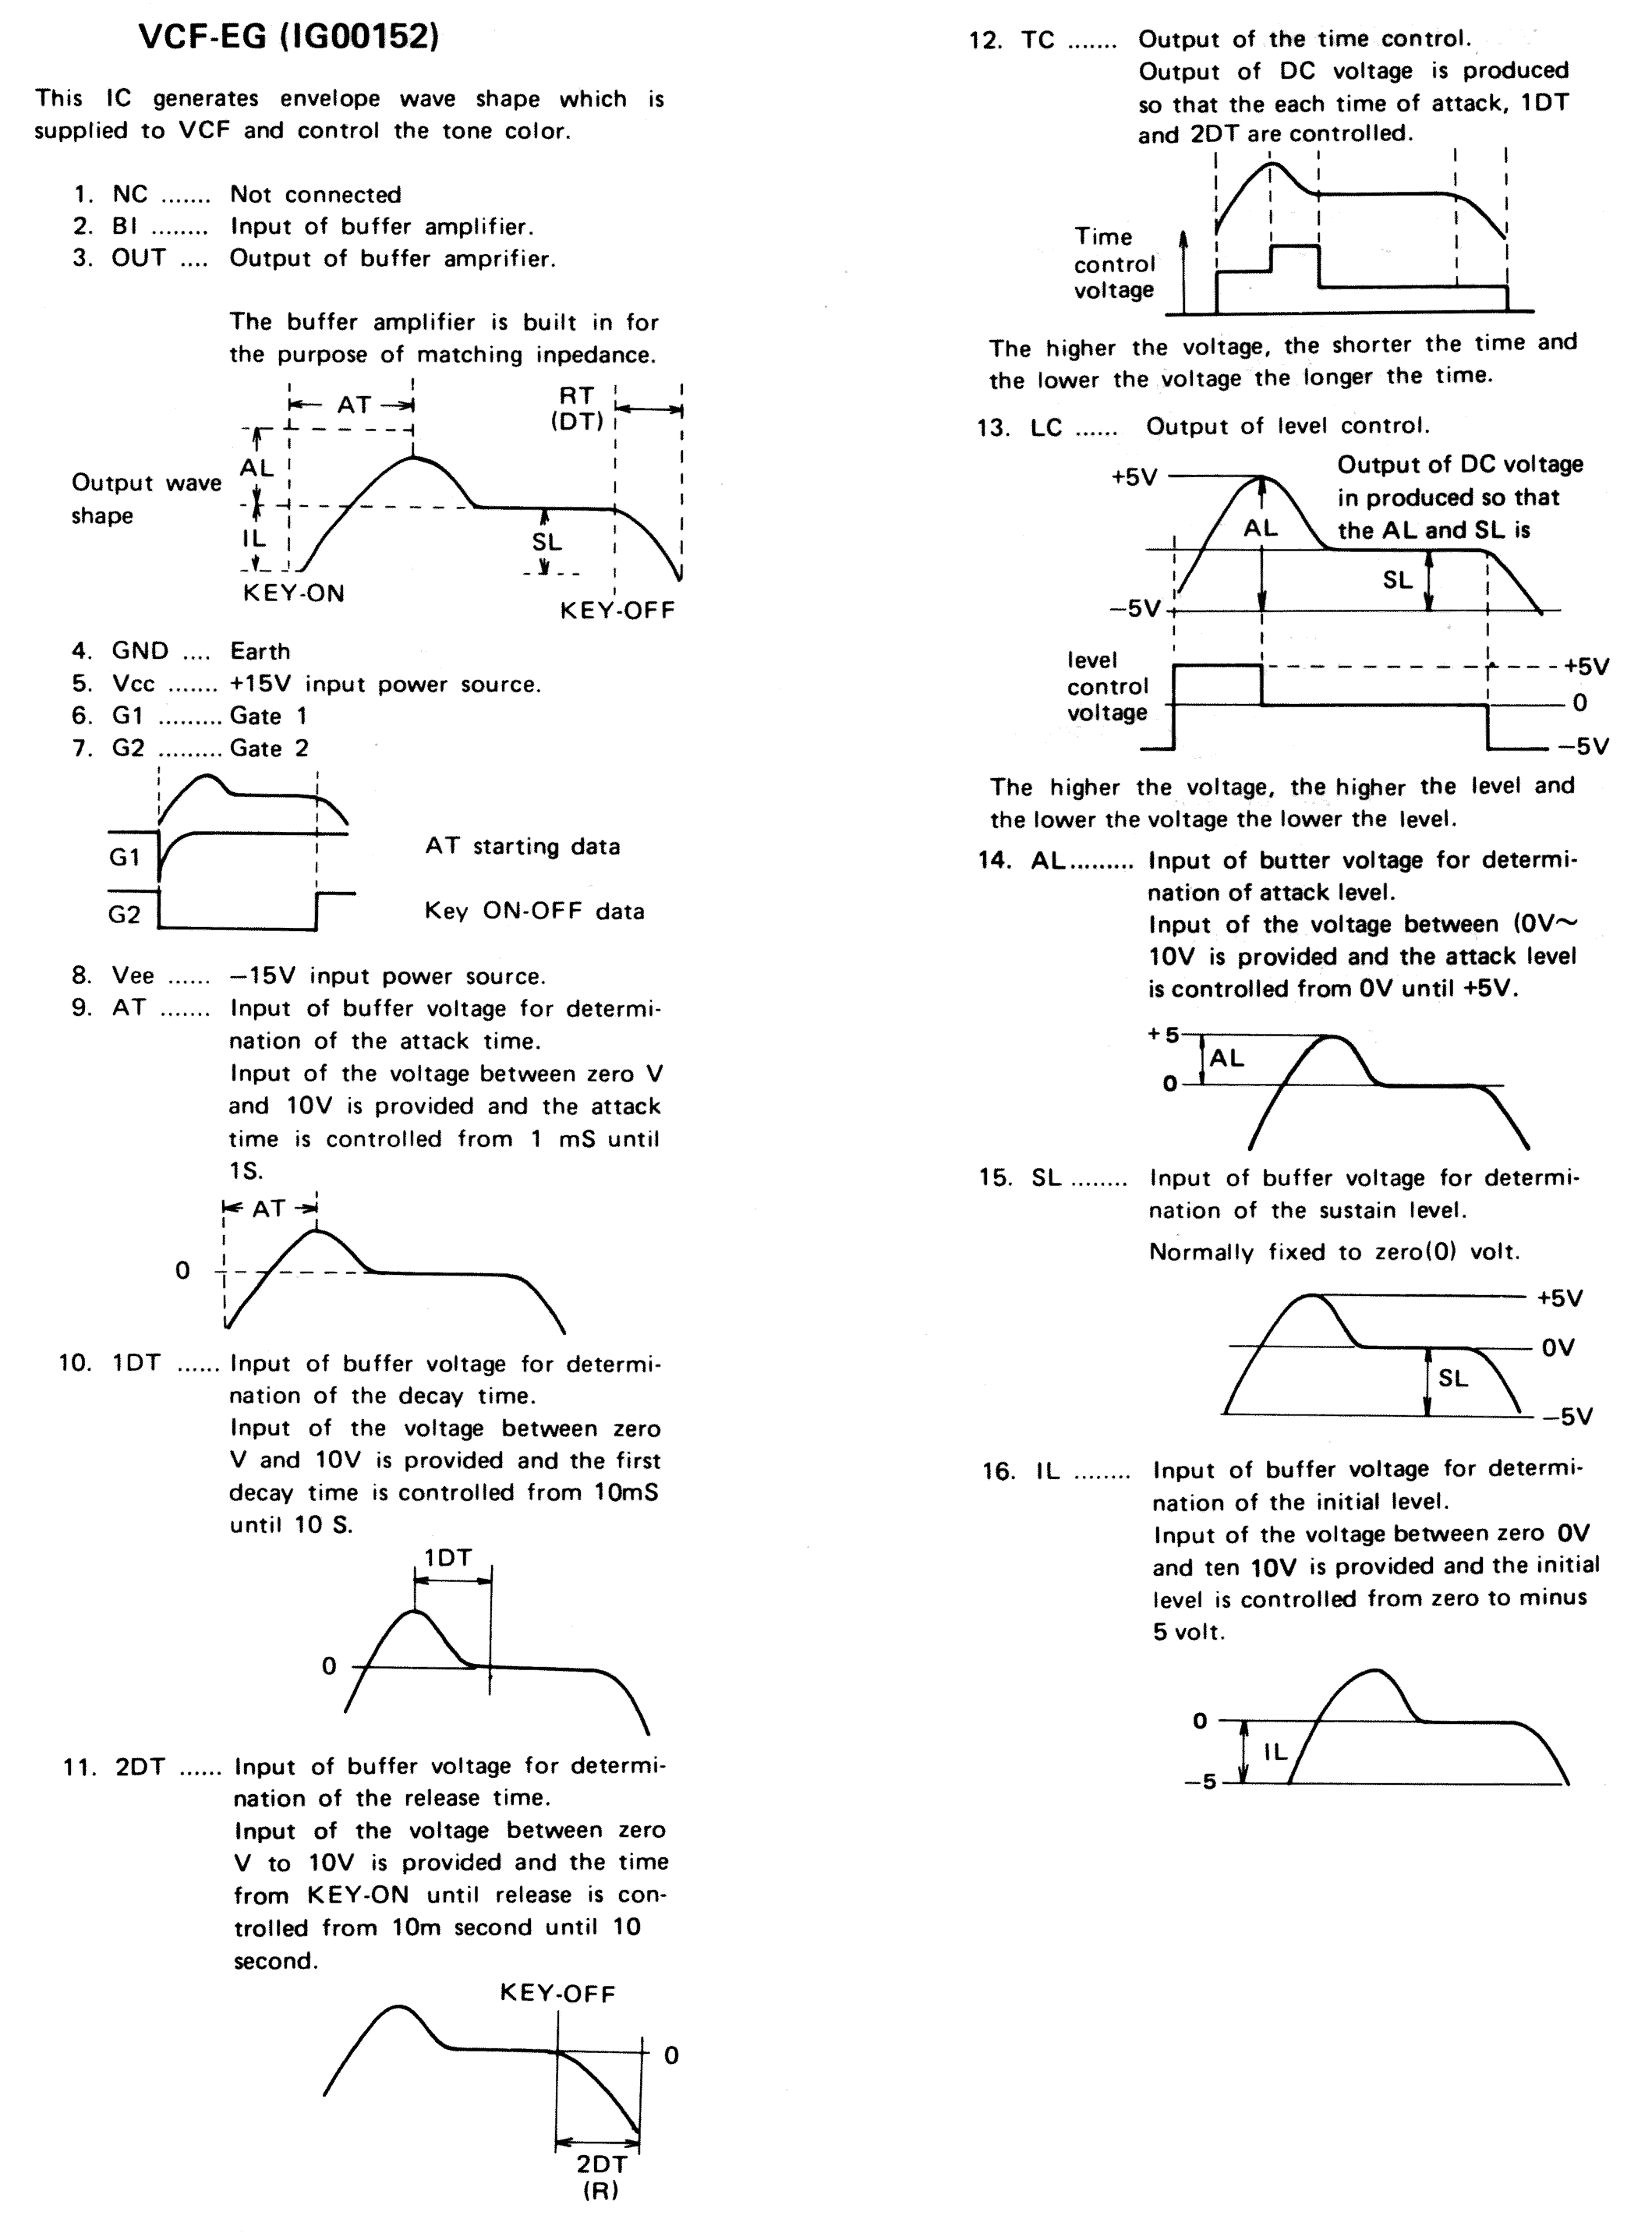 VCF-EG (IG00152)
This IC generates envelope wave shape which is
supplied to VCF and control the tone color.
1. NC ....... Not connected
2. BI ........ Input of buffer amplifier.
3. OUT .... Output of buffer amprifier.
The buffer amplifier is built in for
the purpose of matching inpedance.
AT
RT
(DT)
AL
Output wave
shape
IL
SL
KEY-ON
KEY-OFF
4. GND .... Earth
5. Vcc ....... +15V input power source.
6. G1 ......... Gate 1
7. G2 ......... Gate 2
G1
AT starting data
G2
Key ON-OFF data
8. Vee ...... —15V input power source.
9. AT ....... Input of buffer voltage for determi-
nation of the attack time.
Input of the voltage between zero V
and 10V is provided and the attack
time is controlled from 1 mS until
1S.
AT
0
10. 1DT ...... Input of buffer voltage for determi-
nation of the decay time.
Input of the voltage between zero
V and 10V is provided and the first
decay time is controlled from 10mS
until 10 S.
1DT
0
11. 2DT ...... Input of buffer voltage for determi-
nation of the release time.
Input of the voltage between zero
V to 10V is provided and the time
from KEY-ON until release is con-
trolled from 10m second until 10
second.
KEY-OFF
0
2DT
(R)
12. TC ....... Output of the time control.
Output of DC voltage is produced
so that the each time of attack, 1DT
and 2DT are controlled.
Time
control
voltage
The higher the voltage, the shorter the time and
the lower the voltage the longer the time.
13. LC ...... Output of level control.
Output of DC voltage
in produced so that
the AL and SL is
+5V
AL
SL
—5V
level
control
voltage
+5V
0
—5V
The higher the voltage, the higher the level and
the lower the voltage the lower the level.
14. AL......... Input of butter voltage for determi-
nation of attack level.
Input of the voltage between (0V～
10V is provided and the attack level
is controlled from 0V until +5V.
+5
AL
0
15. SL ........ Input of buffer voltage for determi-
nation of the sustain level.
Normally fixed to zero(0) volt.
+5V
0V
SL
—5V
16. IL ........ Input of buffer voltage for determi-
nation of the initial level.
Input of the voltage between zero 0V
and ten 10V is provided and the initial
level is controlled from zero to minus
5 volt.
0
IL
—5